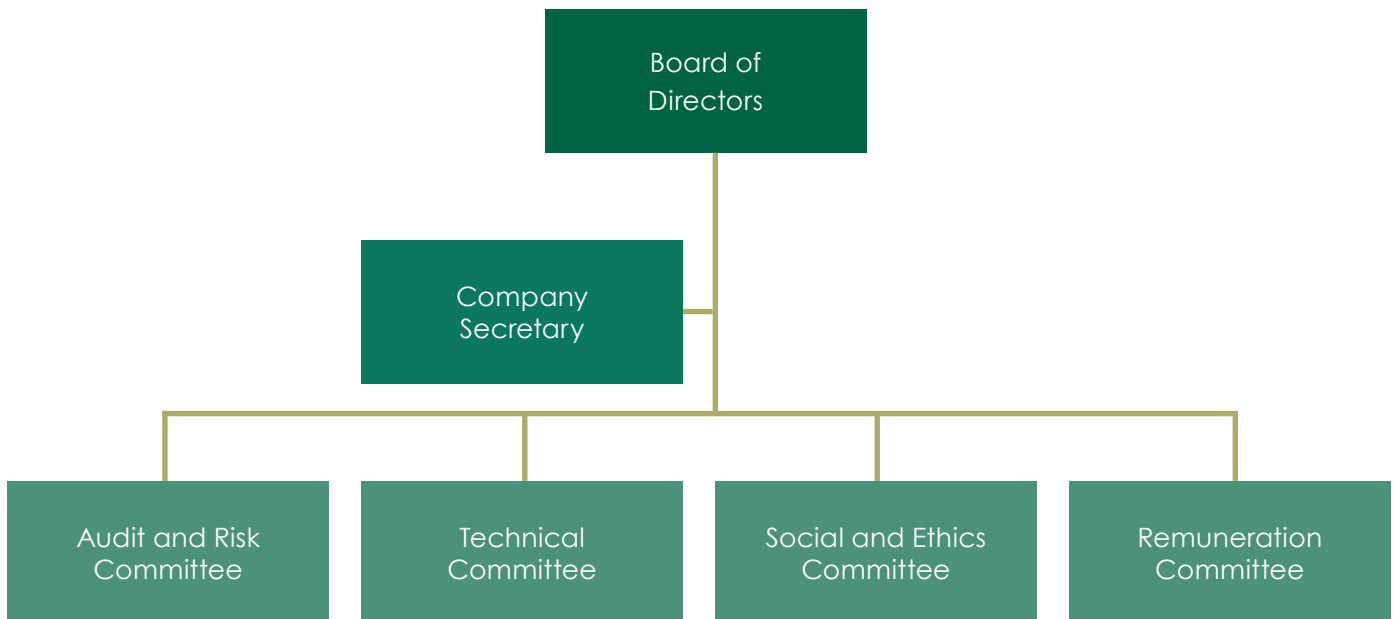 Board of
Directors
Company
Secretary
Audit and Risk
Committee
Technical
Committee
Social and Ethics
Committee
Remuneration
Committee